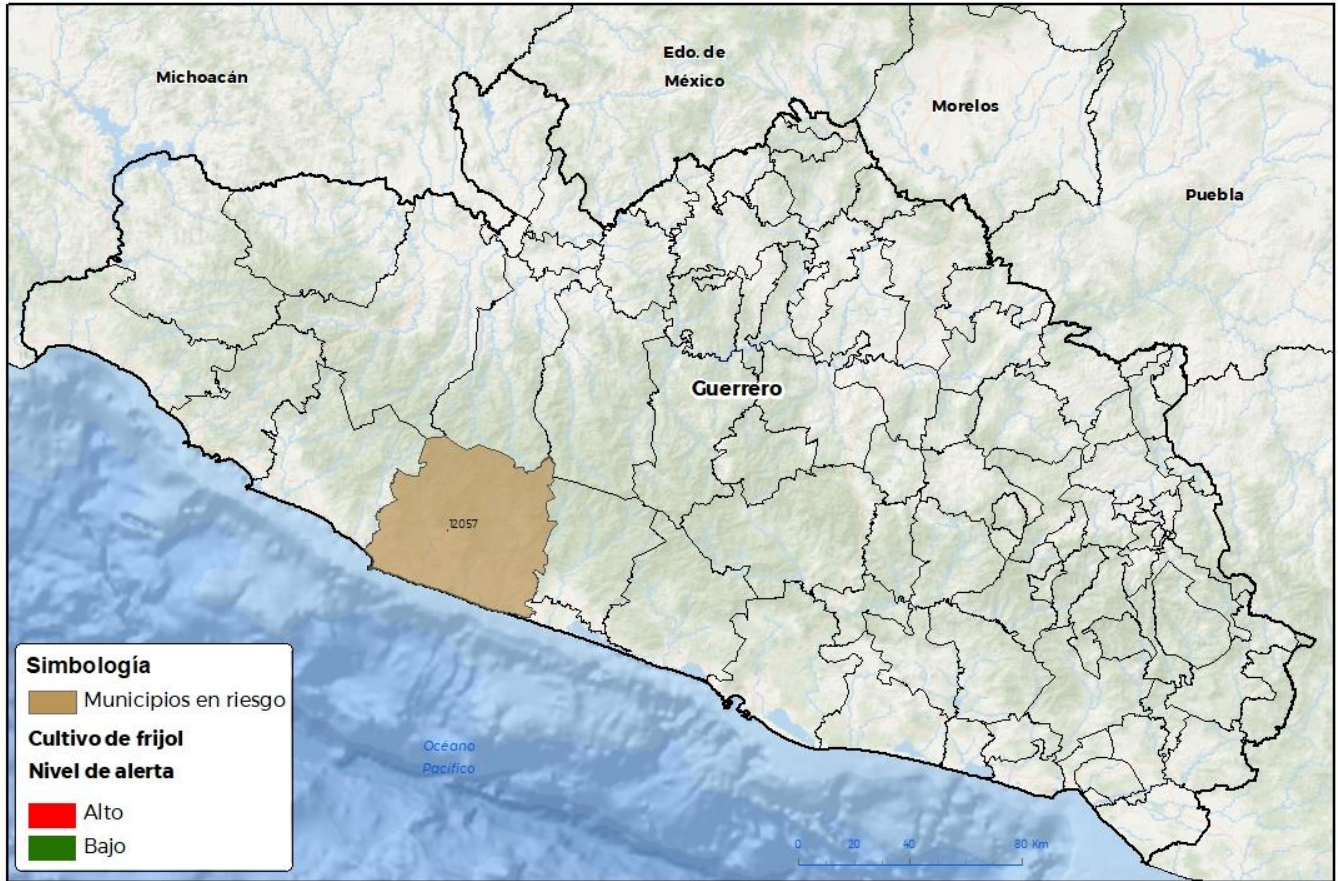 Michoacán
Edo. de
México
Morelos
Puebla
Guerrero
12057
Océano
Pacífico
Simbología
Municipios en riesgo
Cultivo de frijol
Nivel de alerta
Alto
Bajo
0 20 40 80 Km